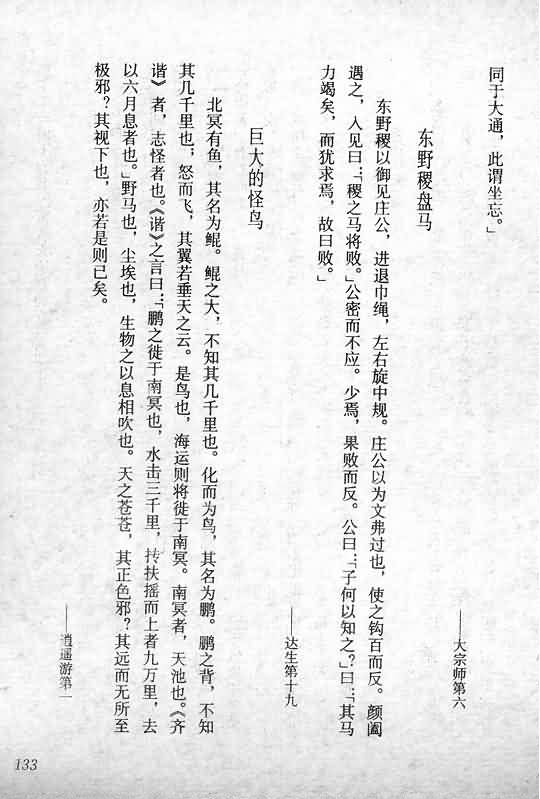 同于大通，此谓坐忘。”
——大宗师第六
东野稷盘马
东野稷以御见庄公，进退巾绳，左右旋中规。庄公以为文弗过也，使之钩百而反。颜阖
遇之，入见曰：“稷之马将败。”公密而不应。少焉，果败而反。公曰：“子何以知之？”曰：“其马
力竭矣，而犹求焉，故曰败。”
——达生第十九
巨大的怪鸟
北冥有鱼，其名为鲲。鲲之大，不知其几千里也。化而为鸟，其名为鹏。鹏之背，不知
其几千里也；怒而飞，其翼若垂天之云。是鸟也，海运则将徙于南冥。南冥者，天池也。《齐
谐》者，志怪者也。《谐》之言曰：“鹏之徙于南冥也，水击三千里，抟扶摇而上者九万里，去
以六月息者也。”野马也，尘埃也，生物之以息相吹也。天之苍苍，其正色邪？其远而无所至
极邪？其视下也，亦若是则已矣。
——逍遥游第一
133